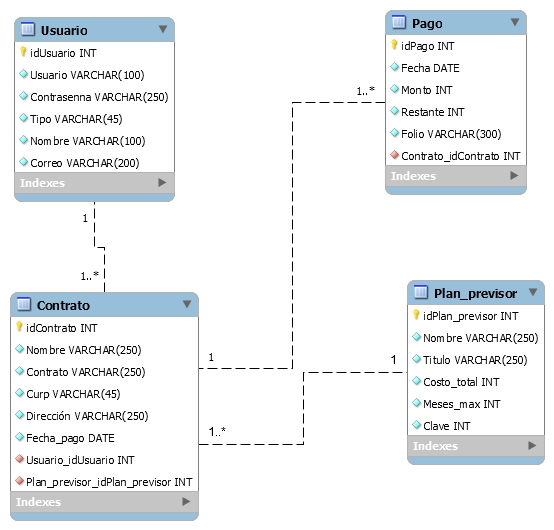 Usuario
idUsuario INT
Usuario VARCHAR(100)
Contrasenna VARCHAR(250)
Tipo VARCHAR(45)
Nombre VARCHAR(100)
Correo VARCHAR(200)
Indexes
Pago
idPago INT
Fecha DATE
Monto INT
Restante INT
Folio VARCHAR(300)
Contrato_idContrato INT
Indexes
1..*
1
1..*
Contrato
idContrato INT
Nombre VARCHAR(250)
Contrato VARCHAR(250)
Curp VARCHAR(45)
Dirección VARCHAR(250)
Fecha_pago DATE
Usuario_idUsuario INT
Plan_previsor_idPlan_previsor INT
Indexes
1
1..*
1
Plan_previsor
idPlan_previsor INT
Nombre VARCHAR(250)
Titulo VARCHAR(250)
Costo_total INT
Meses_max INT
Clave INT
Indexes